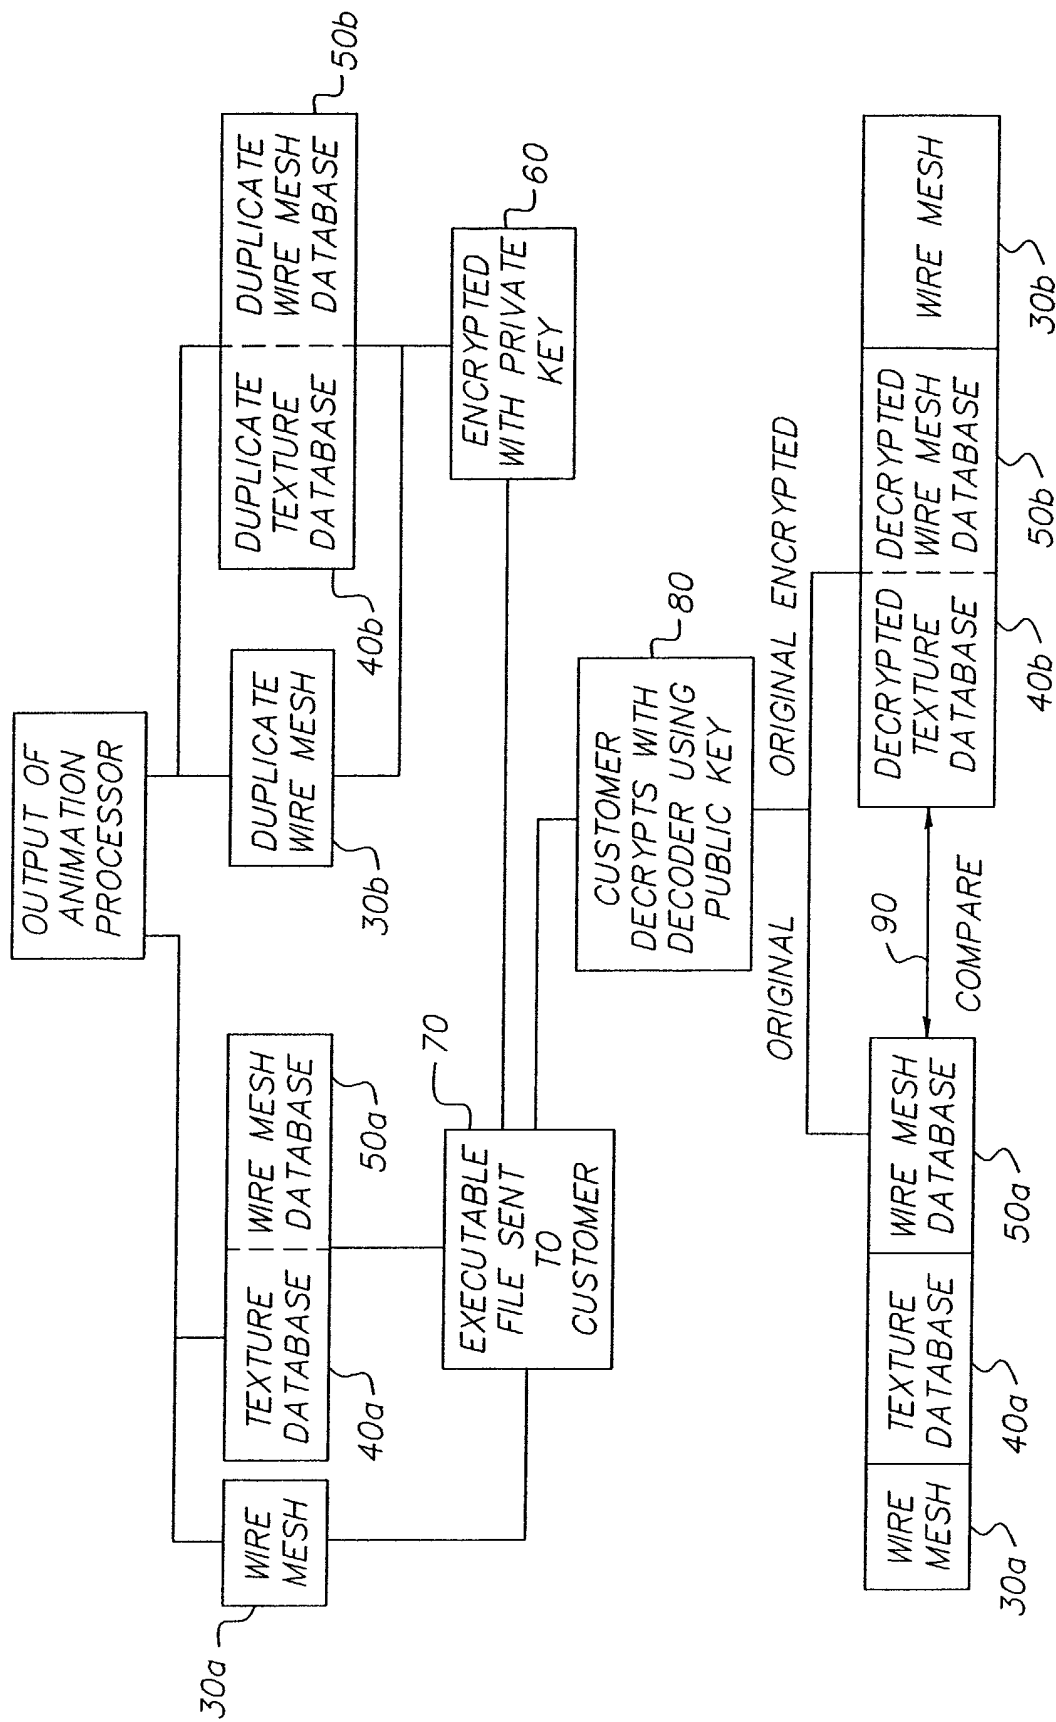 OUTPUT OF
ANIMATION
PROCESSOR
30a
WIRE
MESH
TEXTURE
DATABASE
40a
WIRE MESH
DATABASE
50a
DUPLICATE
WIRE MESH
30b
DUPLICATE
TEXTURE
DATABASE
40b
DUPLICATE
WIRE MESH
DATABASE
50b
ENCRYPTED
WITH PRIVATE
KEY
60
EXECUTABLE
FILE SENT
TO
CUSTOMER
70
CUSTOMER
DECRYPTS WITH
DECODER USING
PUBLIC KEY
80
ORIGINAL
ORIGINAL ENCRYPTED
WIRE
MESH
30a
TEXTURE
DATABASE
40a
WIRE MESH
DATABASE
50a
90
COMPARE
DECRYPTED
TEXTURE
DATABASE
40b
DECRYPTED
WIRE MESH
DATABASE
50b
WIRE MESH
30b